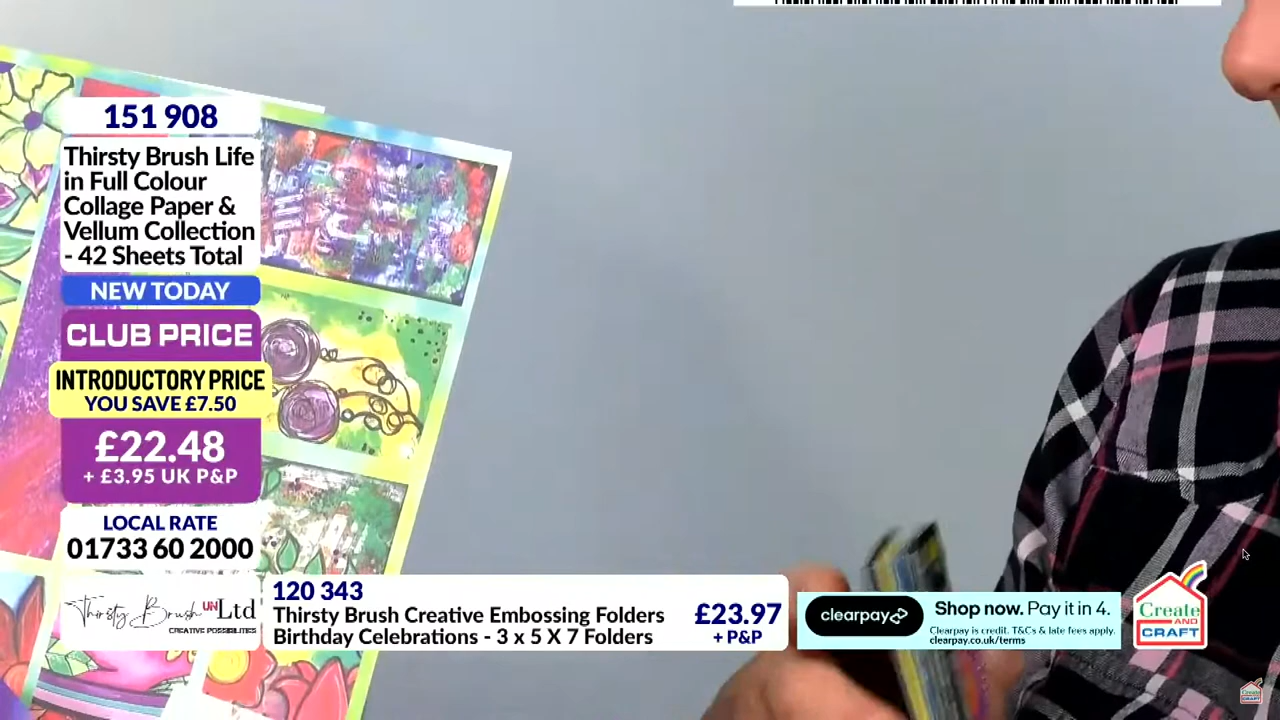 151 908
Thirsty Brush Life
in Full Colour
Collage Paper &
Vellum Collection
- 42 Sheets Total
NEW TODAY
CLUB PRICE
INTRODUCTORY PRICE
YOU SAVE £7.50
£22.48
+ £3.95 UK P&P
LOCAL RATE
01733 60 2000
Thirsty Brush UN Ltd
CREATIVE POSSIBILITIES
120 343
Thirsty Brush Creative Embossing Folders
Birthday Celebrations - 3 x 5 X 7 Folders
£23.97
+ P&P
clearpay
Shop now. Pay it in 4.
Clearpay is credit. T&Cs & late fees apply.
clearpay.co.uk/terms
Create
AND
CRAFT